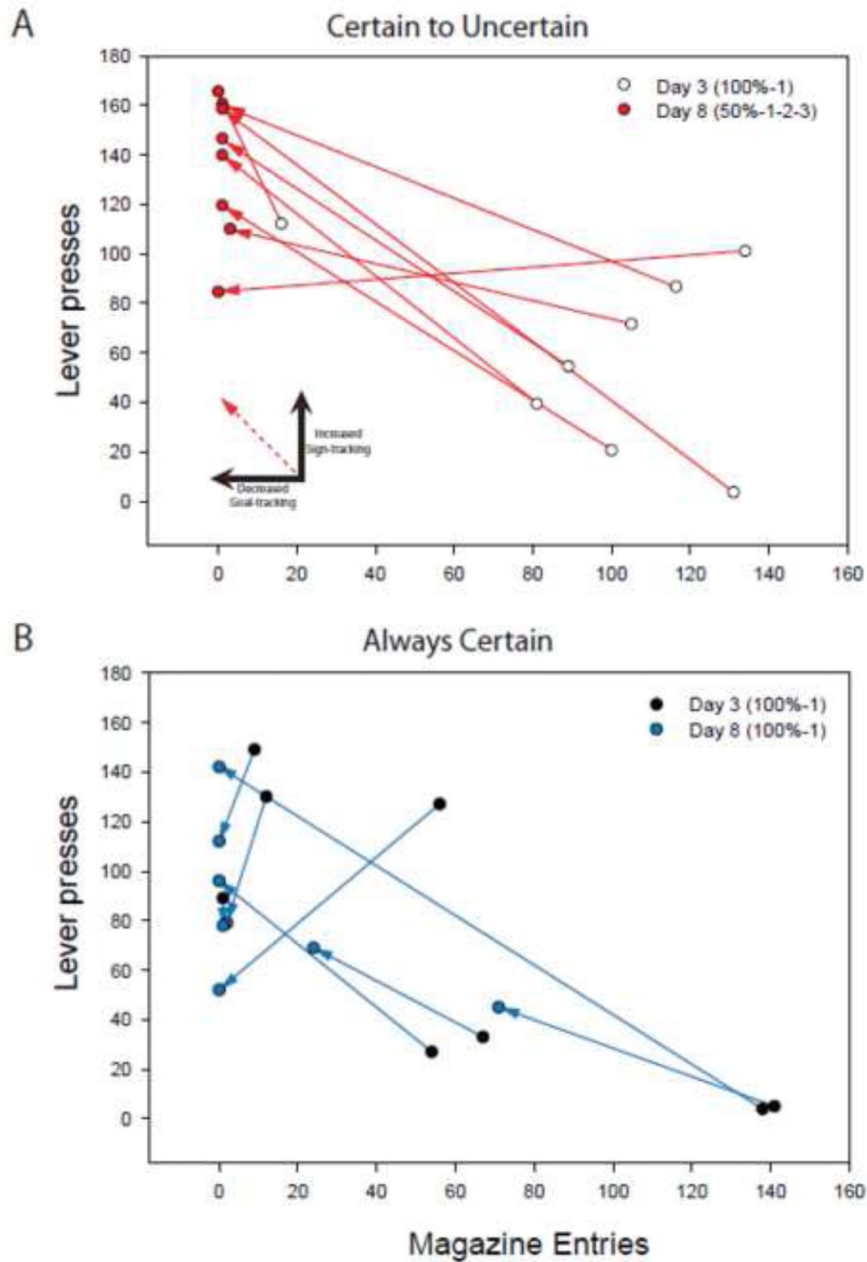 A
Certain to Uncertain
180
160
140
120
100
80
60
40
20
0
Lever presses
Day 3 (100%-1)
Day 8 (50%-1-2-3)
Increased
Sign-tracking
Decreased
Goal-tracking
0 20 40 60 80 100 120 140 160
B
Always Certain
180
160
140
120
100
80
60
40
20
0
Lever presses
Day 3 (100%-1)
Day 8 (100%-1)
0 20 40 60 80 100 120 140 160
Magazine Entries